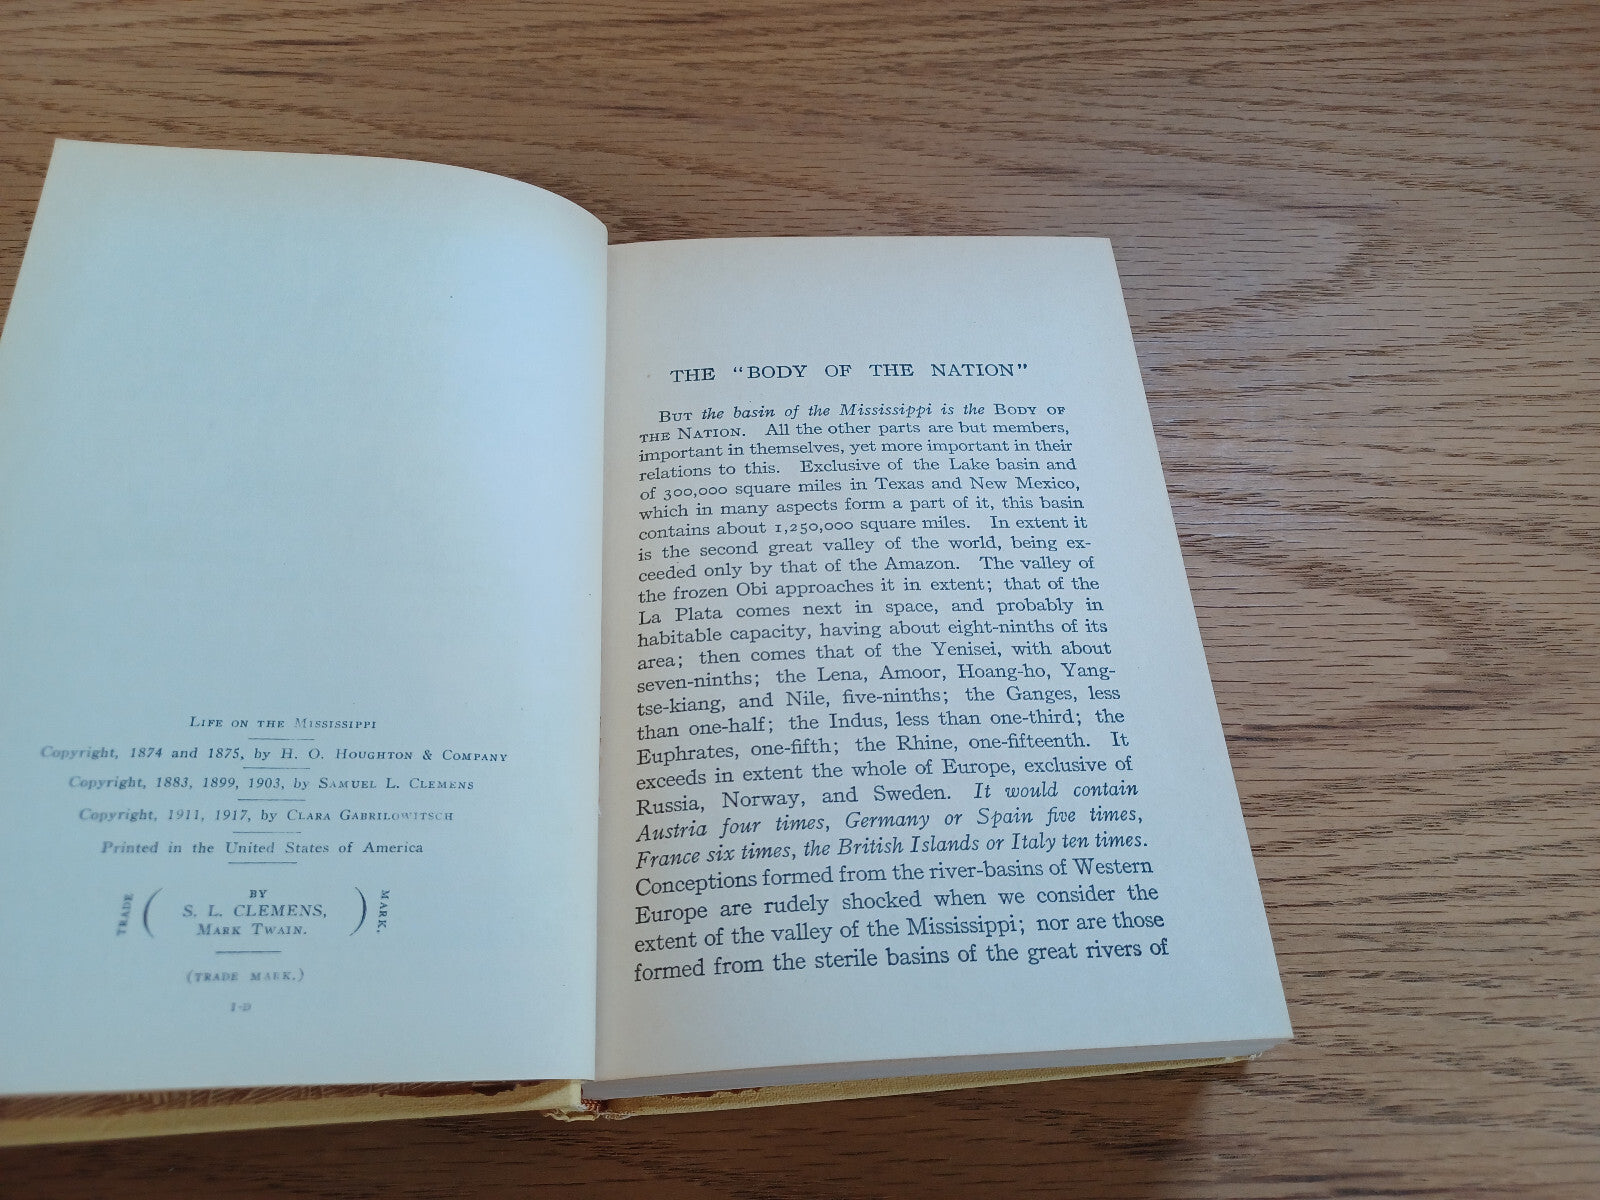 LIFE ON THE MISSISSIPPI
Copyright, 1874 and 1875, by H. O. HOUGHTON & COMPANY
Copyright, 1883, 1899, 1903, by SAMUEL L. CLEMENS
Copyright, 1911, 1917, by CLARA GABRILOWITSCH
Printed in the United States of America
TRADE
BY
S. L. CLEMENS,
MARK TWAIN.
MARK.
(TRADE MARK.)
THE "BODY OF THE NATION"
BUT the basin of the Mississippi is the BODY OF
THE NATION. All the other parts are but members,
important in themselves, yet more important in their
relations to this. Exclusive of the Lake basin and
of 300,000 square miles in Texas and New Mexico,
which in many aspects form a part of it, this basin
contains about 1,250,000 square miles. In extent it
is the second great valley of the world, being ex-
ceeded only by that of the Amazon. The valley of
the frozen Obi approaches it in extent; that of the
La Plata comes next in space, and probably in
habitable capacity, having about eight-ninths of its
area; then comes that of the Yenisei, with about
seven-ninths; the Lena, Amoor, Hoang-ho, Yang-
tse-kiang, and Nile, five-ninths; the Ganges, less
than one-half; the Indus, less than one-third; the
Euphrates, one-fifth; the Rhine, one-fifteenth. It
exceeds in extent the whole of Europe, exclusive of
Russia, Norway, and Sweden. It would contain
Austria four times, Germany or Spain five times,
France six times, the British Islands or Italy ten times.
Conceptions formed from the river-basins of Western
Europe are rudely shocked when we consider the
extent of the valley of the Mississippi; nor are those
formed from the sterile basins of the great rivers of